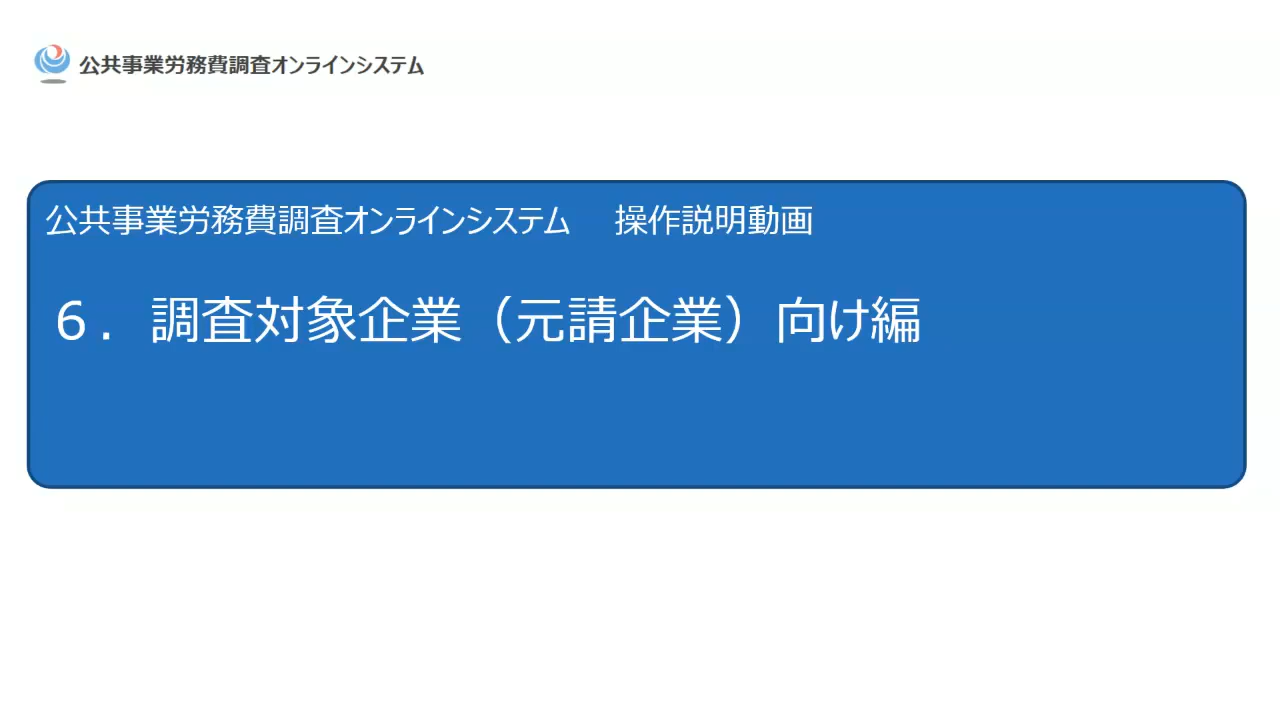 公共事業労務費調査オンラインシステム
公共事業労務費調査オンラインシステム　操作説明動画
６．調査対象企業（元請企業）向け編